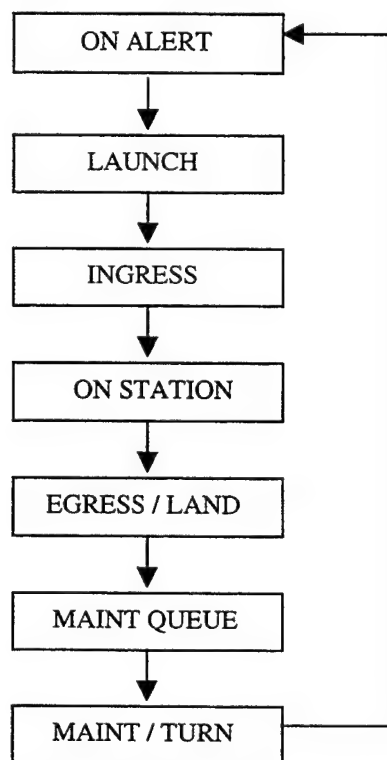 ON ALERT
LAUNCH
INGRESS
ON STATION
EGRESS / LAND
MAINT QUEUE
MAINT / TURN